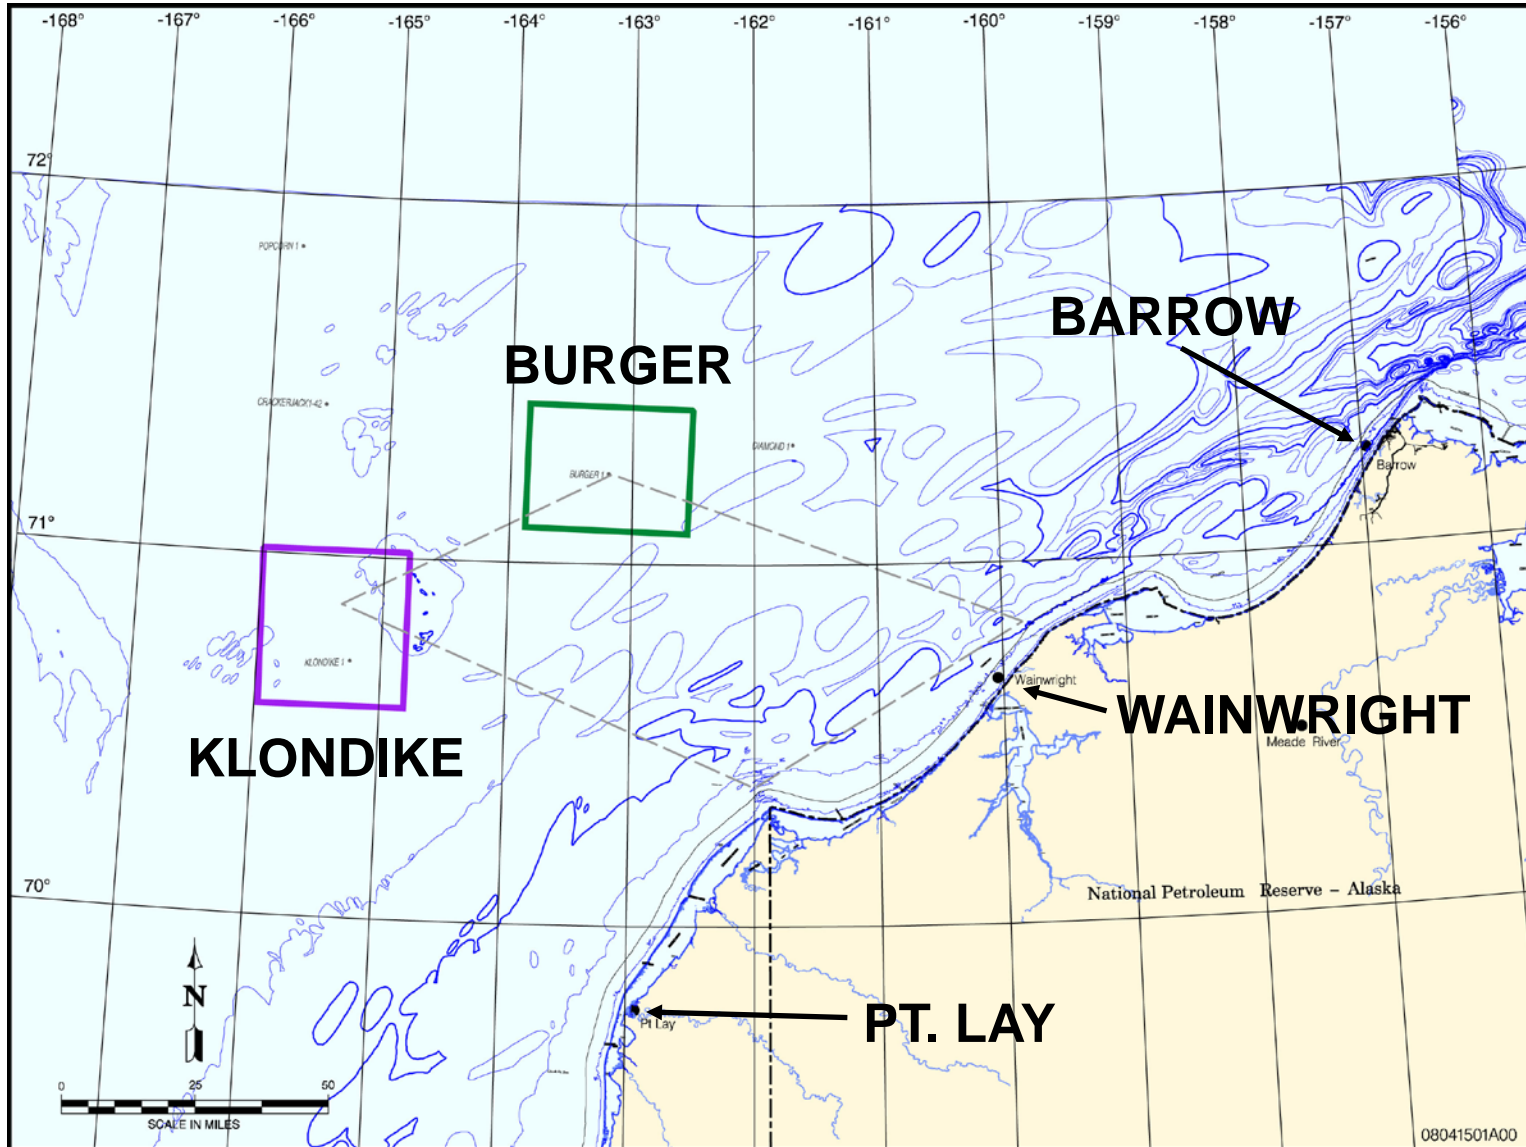 -168° -167° -166° -165° -164° -163° -162° -161° -160° -159° -158° -157° -156°
72°
POPCORN 1
BARROW
BURGER
CRACKERJACK1-42
DIAMOND 1
Barrow
BURGER 1
71°
KLONDIKE 1
Wainwright
WAINWRIGHT
KLONDIKE
Meade River
70°
National Petroleum Reserve – Alaska
N
PT. LAY
Pt Lay
0 25 50
SCALE IN MILES
08041501A00